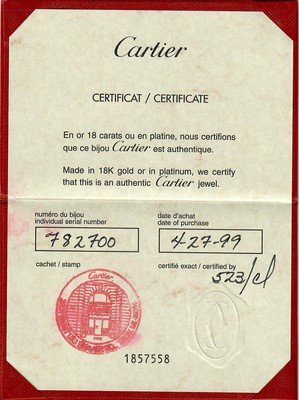 Cartier
CERTIFICAT / CERTIFICATE
En or 18 carats ou en platine, nous certifions
que ce bijou Cartier est authentique.
Made in 18K gold or in platinum, we certify
that this is an authentic Cartier jewel.
numéro du bijou
individual serial number
782700
date d'achat
date of purchase
4-27-99
cachet / stamp
certifié exact / certified by
523/cl
Cartier
1857558